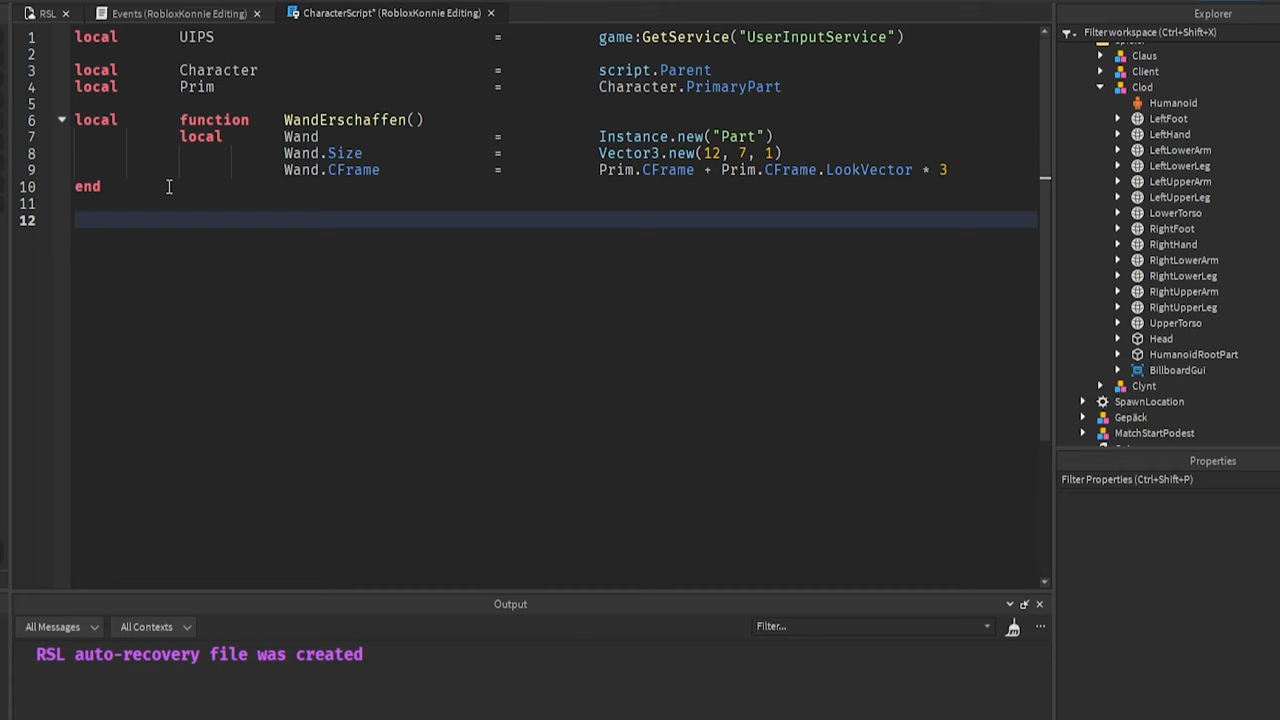 RSL
Events (RobloxKonnie Editing)
CharacterScript* (RobloxKonnie Editing)
1 local UIPS = game:GetService("UserInputService")
2
3 local Character = script.Parent
4 local Prim = Character.PrimaryPart
5
6 local function WandErschaffen()
7 local Wand = Instance.new("Part")
8 Wand.Size = Vector3.new(12, 7, 1)
9 Wand.CFrame = Prim.CFrame + Prim.CFrame.LookVector * 3
10 end
11
12
Output
All Messages
All Contexts
Filter...
RSL auto-recovery file was created
Explorer
Filter workspace (Ctrl+Shift+X)
Claus
Client
Clod
Humanoid
LeftFoot
LeftHand
LeftLowerArm
LeftLowerLeg
LeftUpperArm
LeftUpperLeg
LowerTorso
RightFoot
RightHand
RightLowerArm
RightLowerLeg
RightUpperArm
RightUpperLeg
UpperTorso
Head
HumanoidRootPart
BillboardGui
Clynt
SpawnLocation
Gepäck
MatchStartPodest
Properties
Filter Properties (Ctrl+Shift+P)